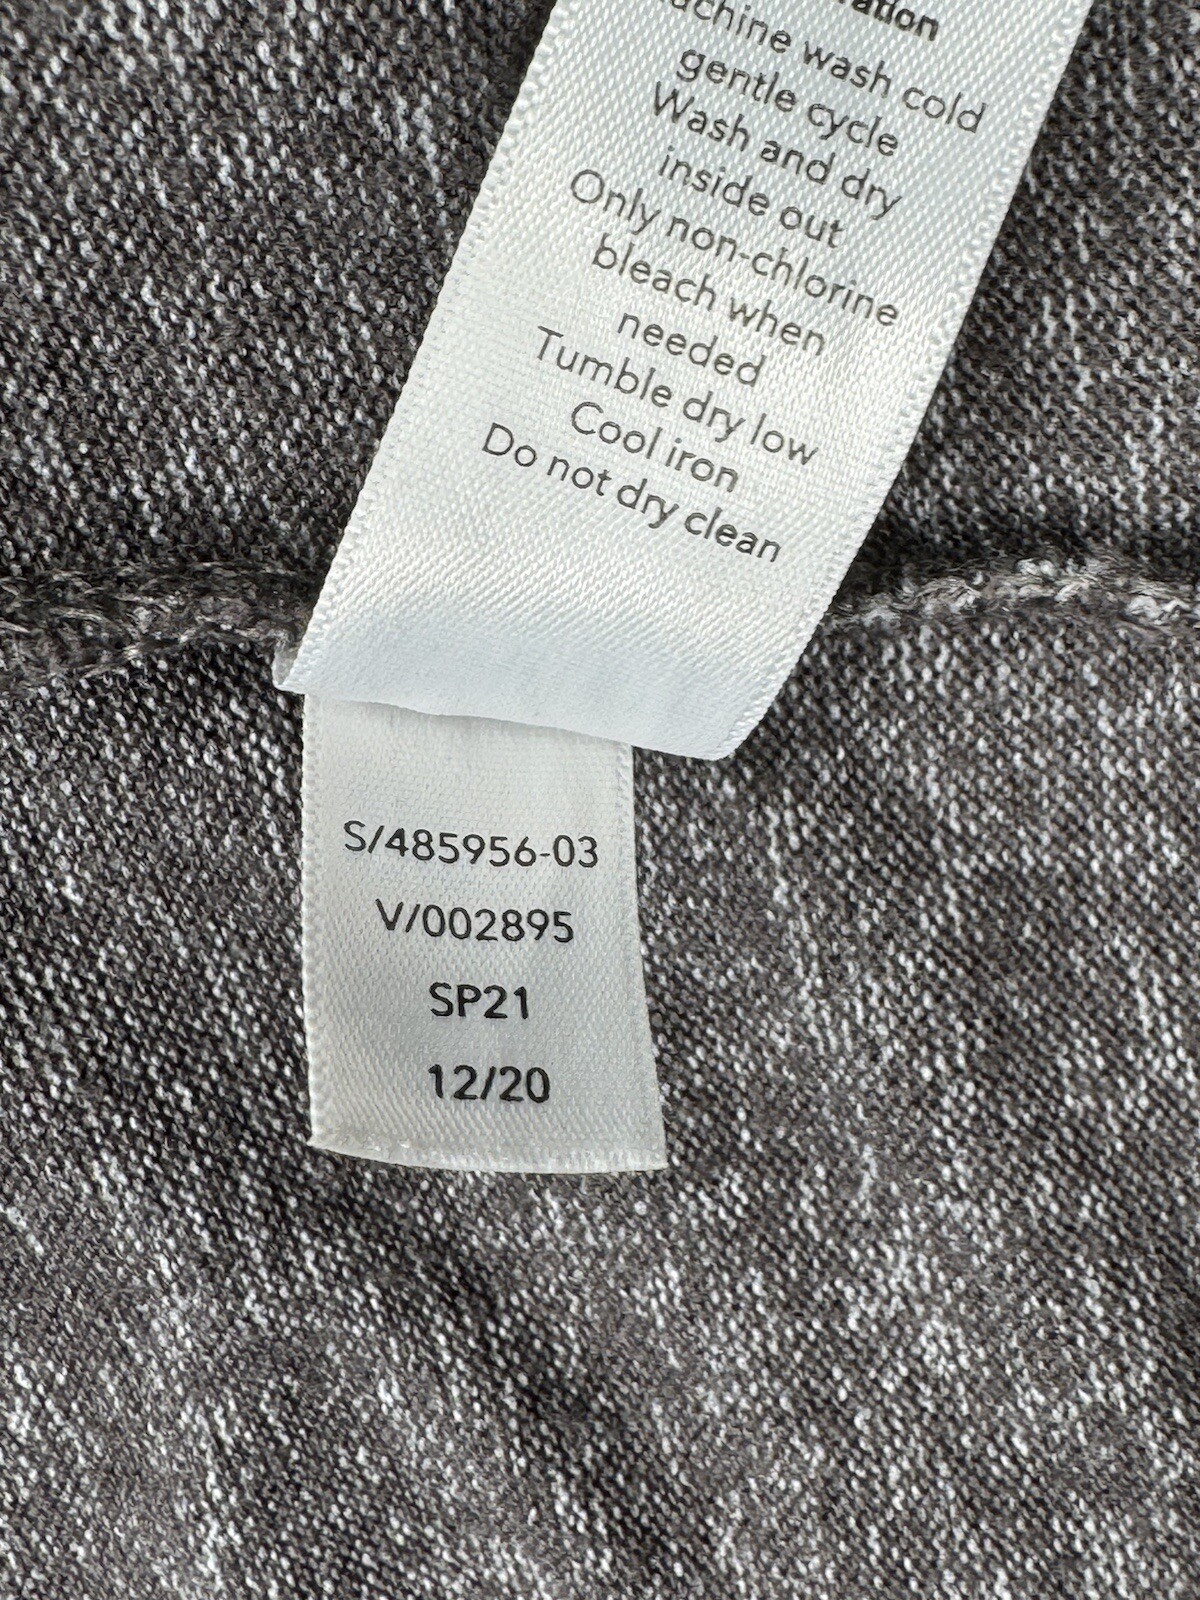 wash cold
gentle cycle
Wash and dry
inside out
Only non-chlorine
bleach when
needed
Tumble dry low
Cool iron
Do not dry clean
S/485956-03
V/002895
SP21
12/20